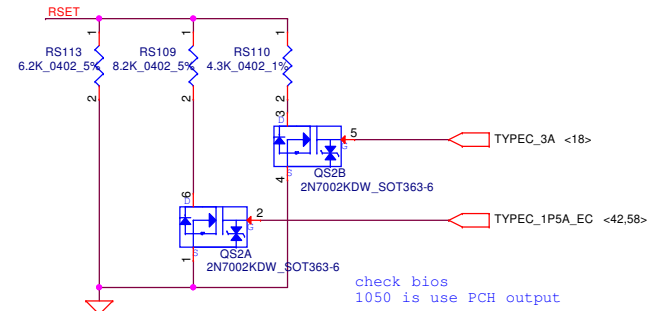 RSET
1 1 1
RS113 RS109 RS110
6.2K_0402_5% 8.2K_0402_5% 4.3K_0402_1%
2 2 2
3
D
5 TYPEC_3A <18>
G
S
4 QS2B
2N7002KDW_SOT363-6
6
D
2 TYPEC_1P5A_EC <42,58>
G
S
1 QS2A
2N7002KDW_SOT363-6
check bios
1050 is use PCH output